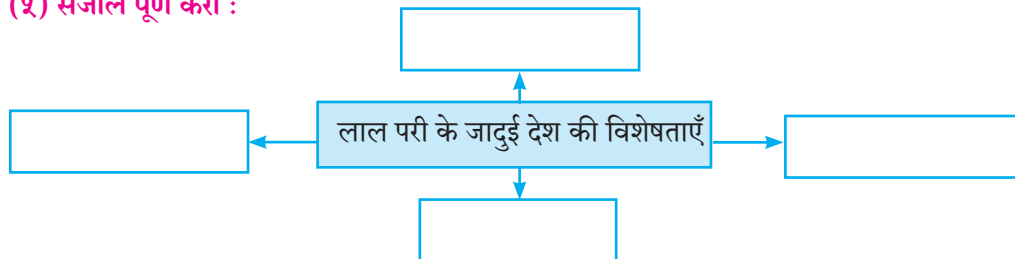 (५) संजाल पूर्ण करो :
लाल परी के जादुई देश की विशेषताएँ